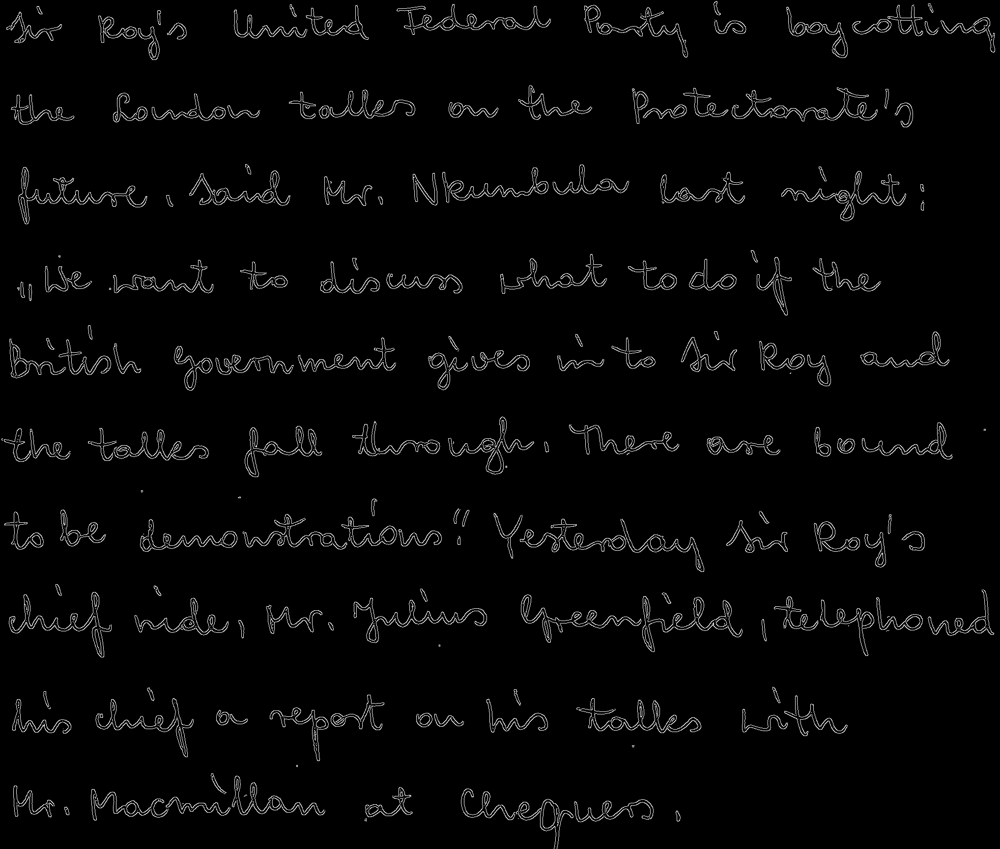 Sir Roy's United Federal Party is boycotting
the London talks on the Protectorate's
future. Said Mr. Nkumbula last night:
„We want to discuss what to do if the
British government gives in to Sir Roy and
the talks fall through. There are bound
to be demonstrations." Yesterday Sir Roy's
chief aide, Mr. Julius Greenfield, telephoned
his chief a report on his talks with
Mr. Macmillan at Chequers.